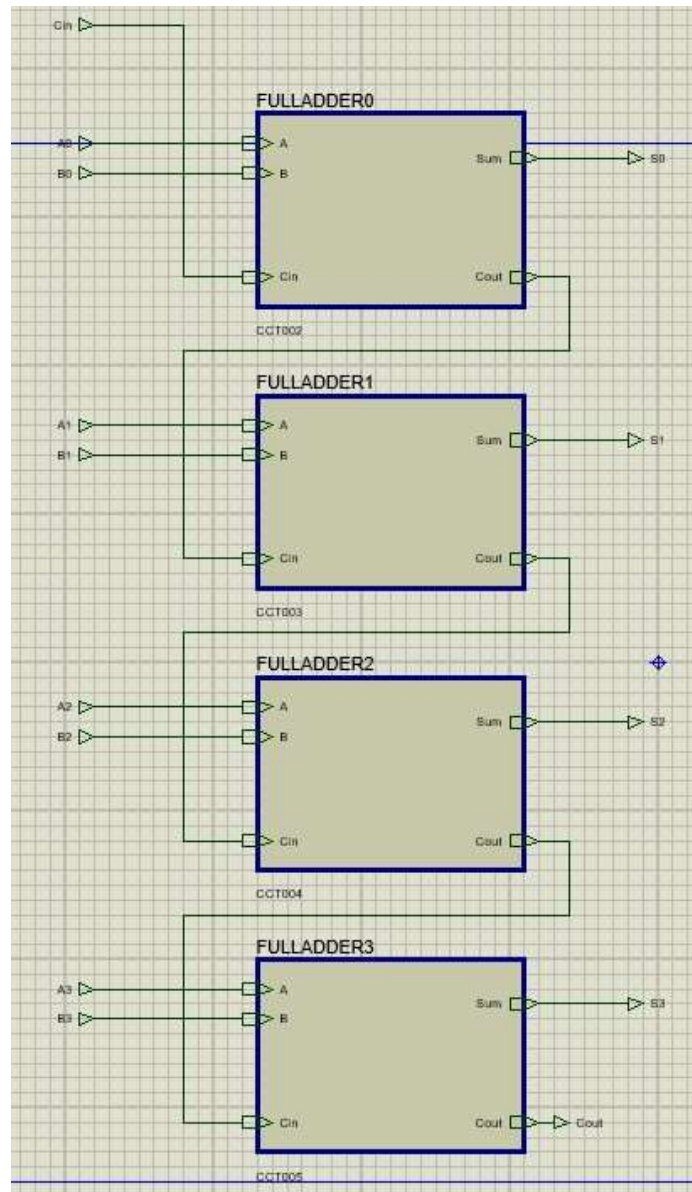 Cin
FULLADDER0
A0 A Sum S0
B0 B
Cin Cout
CCT002
FULLADDER1
A1 A Sum S1
B1 B
Cin Cout
CCT003
FULLADDER2
A2 A Sum S2
B2 B
Cin Cout
CCT004
FULLADDER3
A3 A Sum S3
B3 B
Cin Cout Cout
CCT005